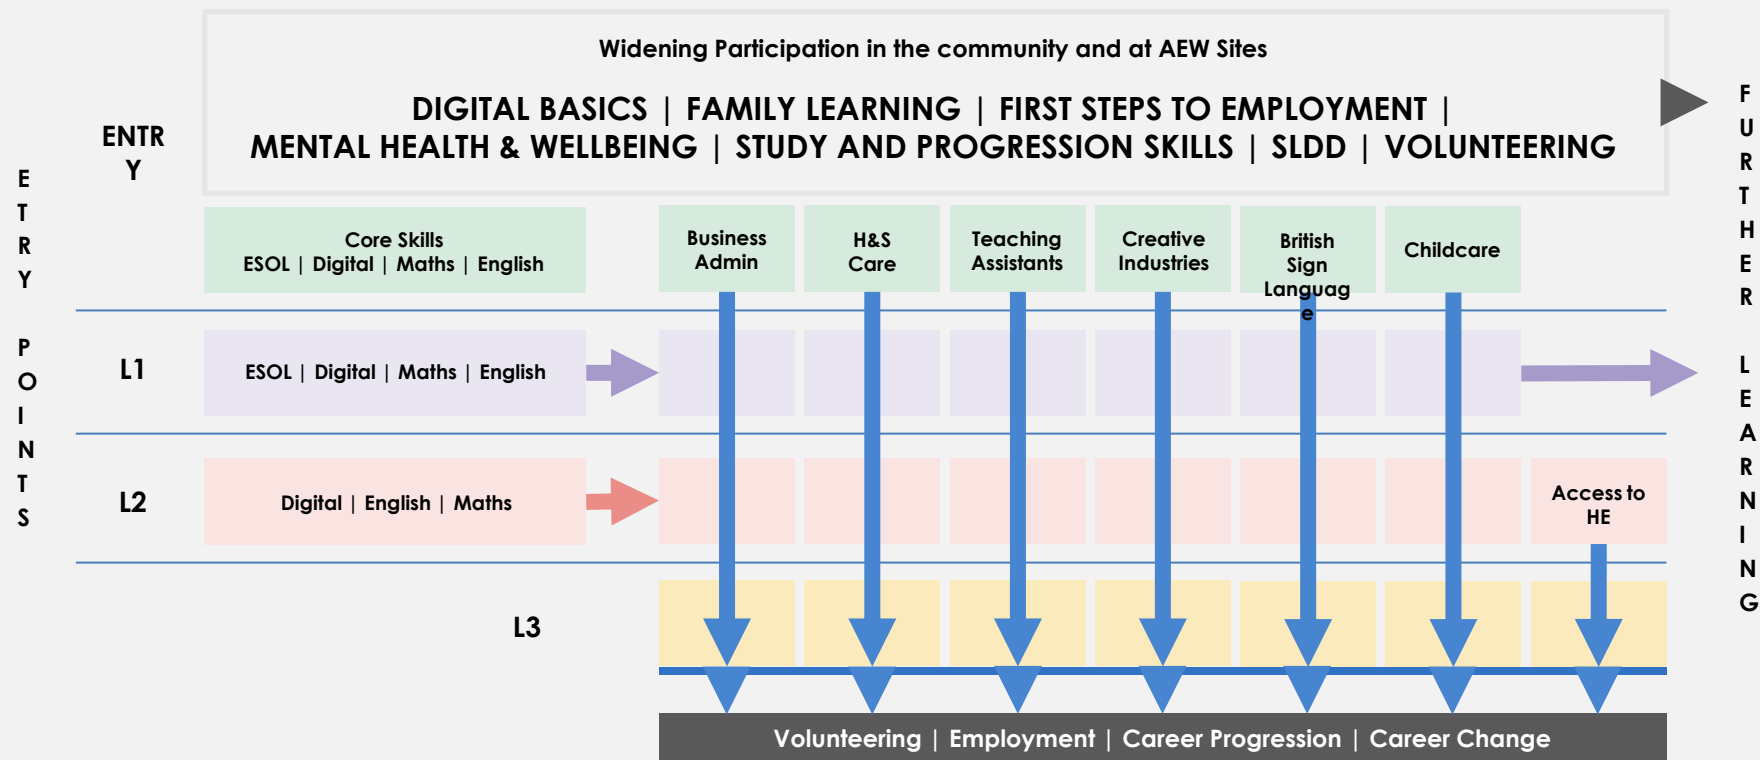 Widening Participation in the community and at AEW Sites
DIGITAL BASICS | FAMILY LEARNING | FIRST STEPS TO EMPLOYMENT |
MENTAL HEALTH & WELLBEING | STUDY AND PROGRESSION SKILLS | SLDD | VOLUNTEERING
E
T
R
Y
P
O
I
N
T
S
ENTR
Y
Core Skills
ESOL | Digital | Maths | English
Business
Admin
H&S
Care
Teaching
Assistants
Creative
Industries
British
Sign
Languag
e
Childcare
L1
ESOL | Digital | Maths | English
L2
Digital | English | Maths
Access to
HE
L3
Volunteering | Employment | Career Progression | Career Change
F
U
R
T
H
E
R
L
E
A
R
N
I
N
G